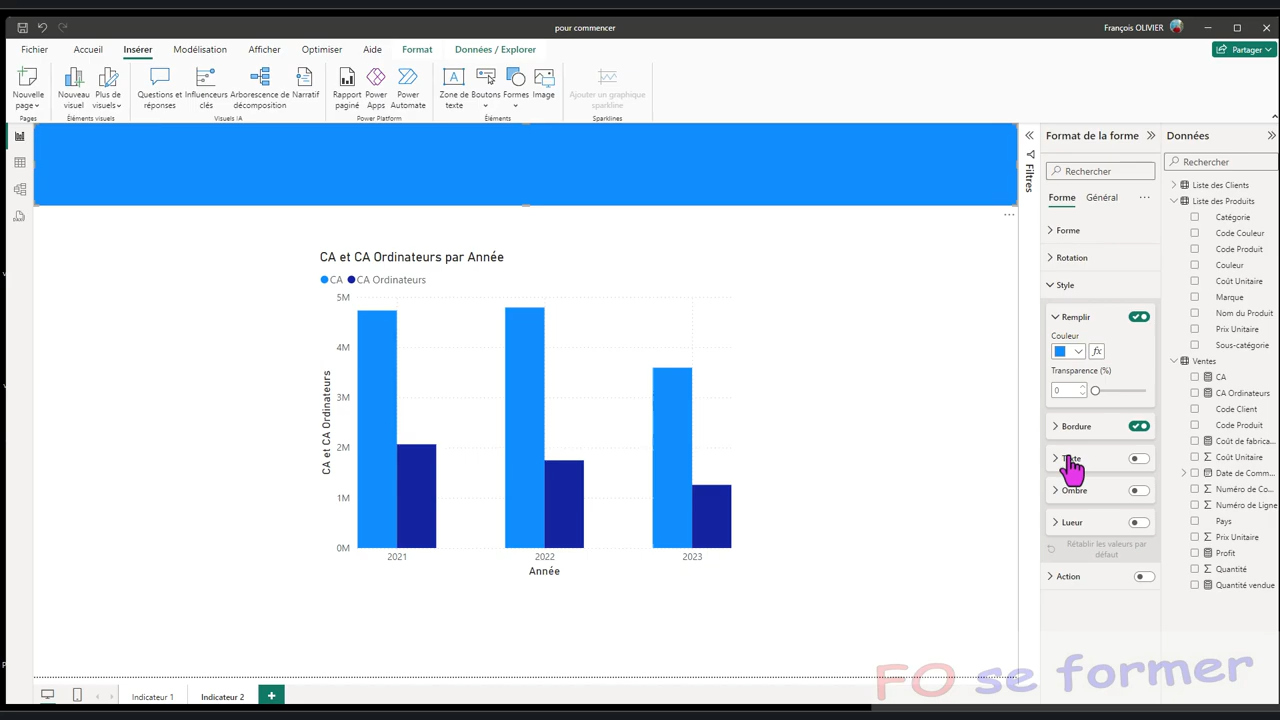 pour commencer
François OLIVIER
Fichier Accueil Insérer Modélisation Afficher Optimiser Aide Format Données / Explorer
Partager
Nouvelle page
Nouveau visuel
Plus de visuels
Questions et réponses
Influenceurs clés
Arborescence de décomposition
Narratif
Rapport paginé
Power Apps
Power Automate
Zone de texte
Boutons
Formes
Image
Ajouter un graphique sparkline
Pages
Éléments visuels
Visuels IA
Power Platform
Éléments
Sparklines
CA et CA Ordinateurs par Année
CA CA Ordinateurs
5M
4M
3M
2M
1M
0M
CA et CA Ordinateurs
2021 2022 2023
Année
Filtres
Format de la forme
Rechercher
Forme Général
Forme
Rotation
Style
Remplir
Couleur
fx
Transparence (%)
0
Bordure
Ombre
Lueur
Rétablir les valeurs par défaut
Action
Données
Rechercher
Liste des Clients
Liste des Produits
Catégorie
Code Couleur
Code Produit
Couleur
Coût Unitaire
Marque
Nom du Produit
Prix Unitaire
Sous-catégorie
Ventes
CA
CA Ordinateurs
Code Client
Code Produit
Coût de fabrica...
Coût Unitaire
Date de Comm...
Numéro de Co...
Numéro de Ligne
Pays
Prix Unitaire
Profit
Quantité
Quantité vendue
Indicateur 1 Indicateur 2
FO se former